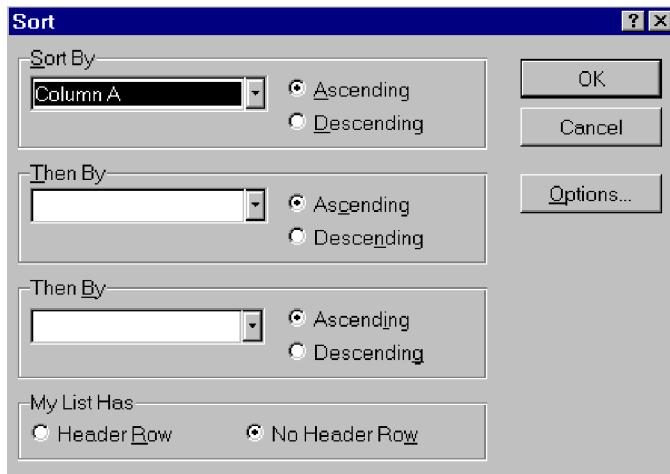 Sort
Sort By
Column A
Ascending
Descending
OK
Cancel
Options...
Then By
Ascending
Descending
Then By
Ascending
Descending
My List Has
Header Row
No Header Row